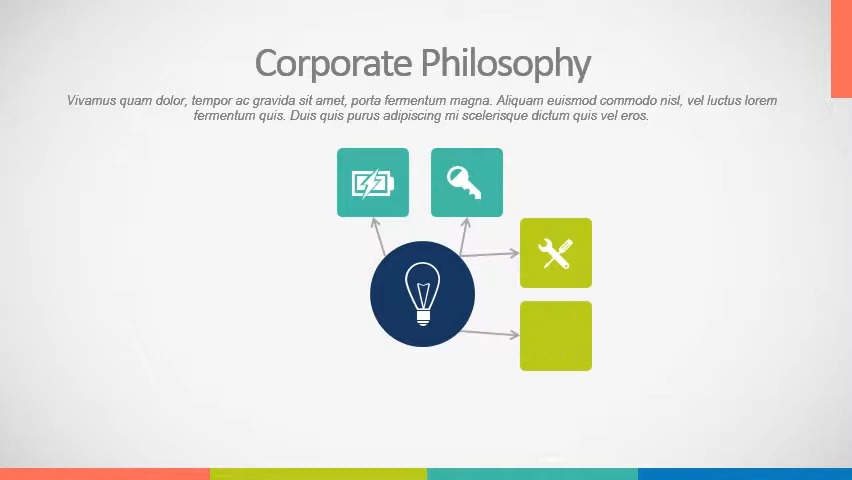 Corporate Philosophy
Vivamus quam dolor, tempor ac gravida sit amet, porta fermentum magna. Aliquam euismod commodo nisl, vel luctus lorem
fermentum quis. Duis quis purus adipiscing mi scelerisque dictum quis vel eros.